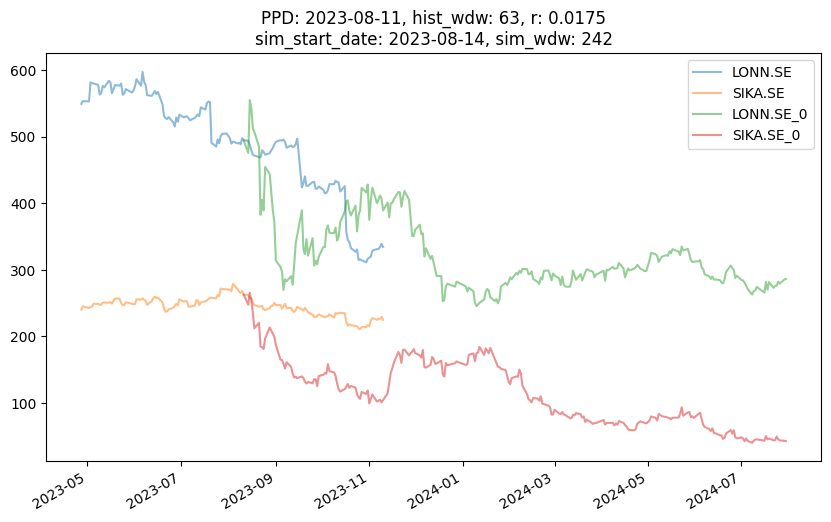 PPD: 2023-08-11, hist_wdw: 63, r: 0.0175
sim_start_date: 2023-08-14, sim_wdw: 242
LONN.SE
SIKA.SE
LONN.SE_0
SIKA.SE_0
600
500
400
300
200
100
2023-05
2023-07
2023-09
2023-11
2024-01
2024-03
2024-05
2024-07